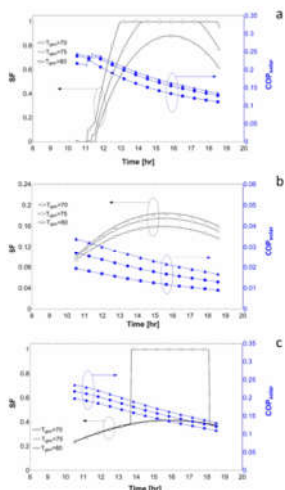 a
T_gen=70
T_gen=75
T_gen=80
SF
1
0.8
0.6
0.4
0.2
0
0.35
0.3
0.25
0.2
0.15
0.1
0.05
0
COP_solar
8 9 10 11 12 13 14 15 16 17 18 19 20
Time [hr]
b
T_gen=70
T_gen=75
T_gen=80
SF
0.24
0.2
0.16
0.12
0.08
0.04
0
0.06
0.05
0.04
0.03
0.02
0.01
0
COP_solar
8 9 10 11 12 13 14 15 16 17 18 19 20
Time [hr]
c
T_gen=70
T_gen=75
T_gen=80
SF
1
0.8
0.6
0.4
0.2
0
0.35
0.3
0.25
0.2
0.15
0.1
0.05
0
COP_solar
8 9 10 11 12 13 14 15 16 17 18 19 20
Time [hr]